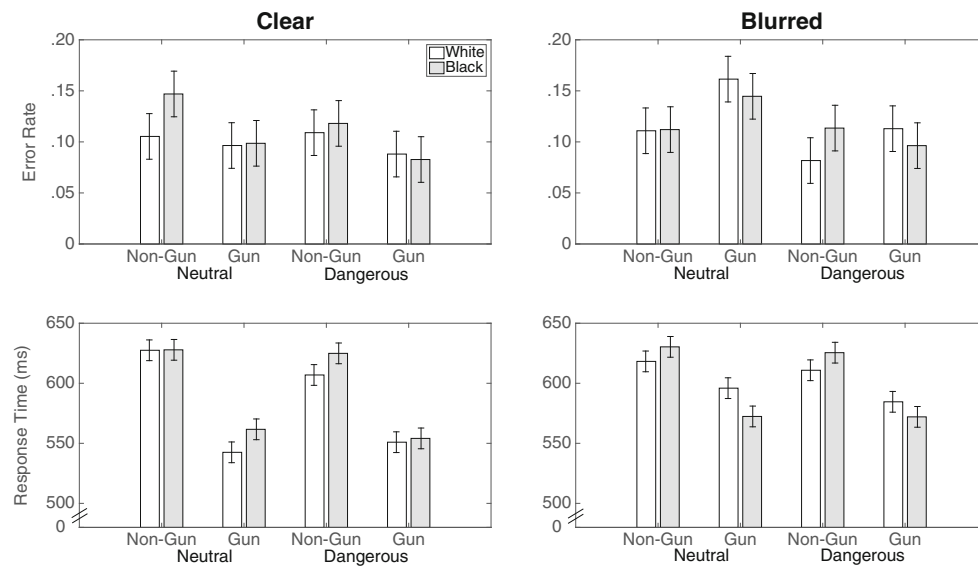 Clear
Blurred
.20
.15
.10
.05
0
Error Rate
White
Black
Non-Gun Gun Non-Gun Gun
Neutral Dangerous
.20
.15
.10
.05
0
Non-Gun Gun Non-Gun Gun
Neutral Dangerous
650
600
550
500
0
Response Time (ms)
Non-Gun Gun Non-Gun Gun
Neutral Dangerous
650
600
550
500
0
Non-Gun Gun Non-Gun Gun
Neutral Dangerous